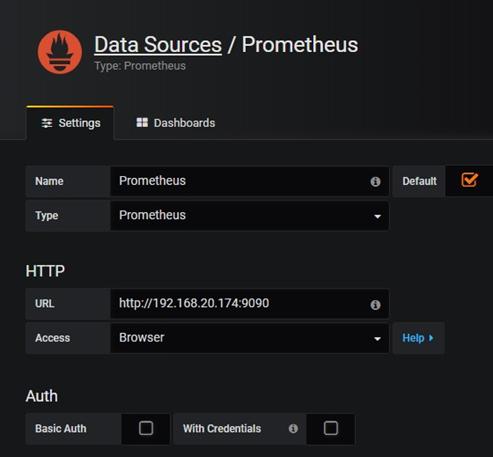 Data Sources / Prometheus
Type: Prometheus
Settings Dashboards
Name Prometheus Default
Type Prometheus
HTTP
URL http://192.168.20.174:9090
Access Browser Help
Auth
Basic Auth With Credentials